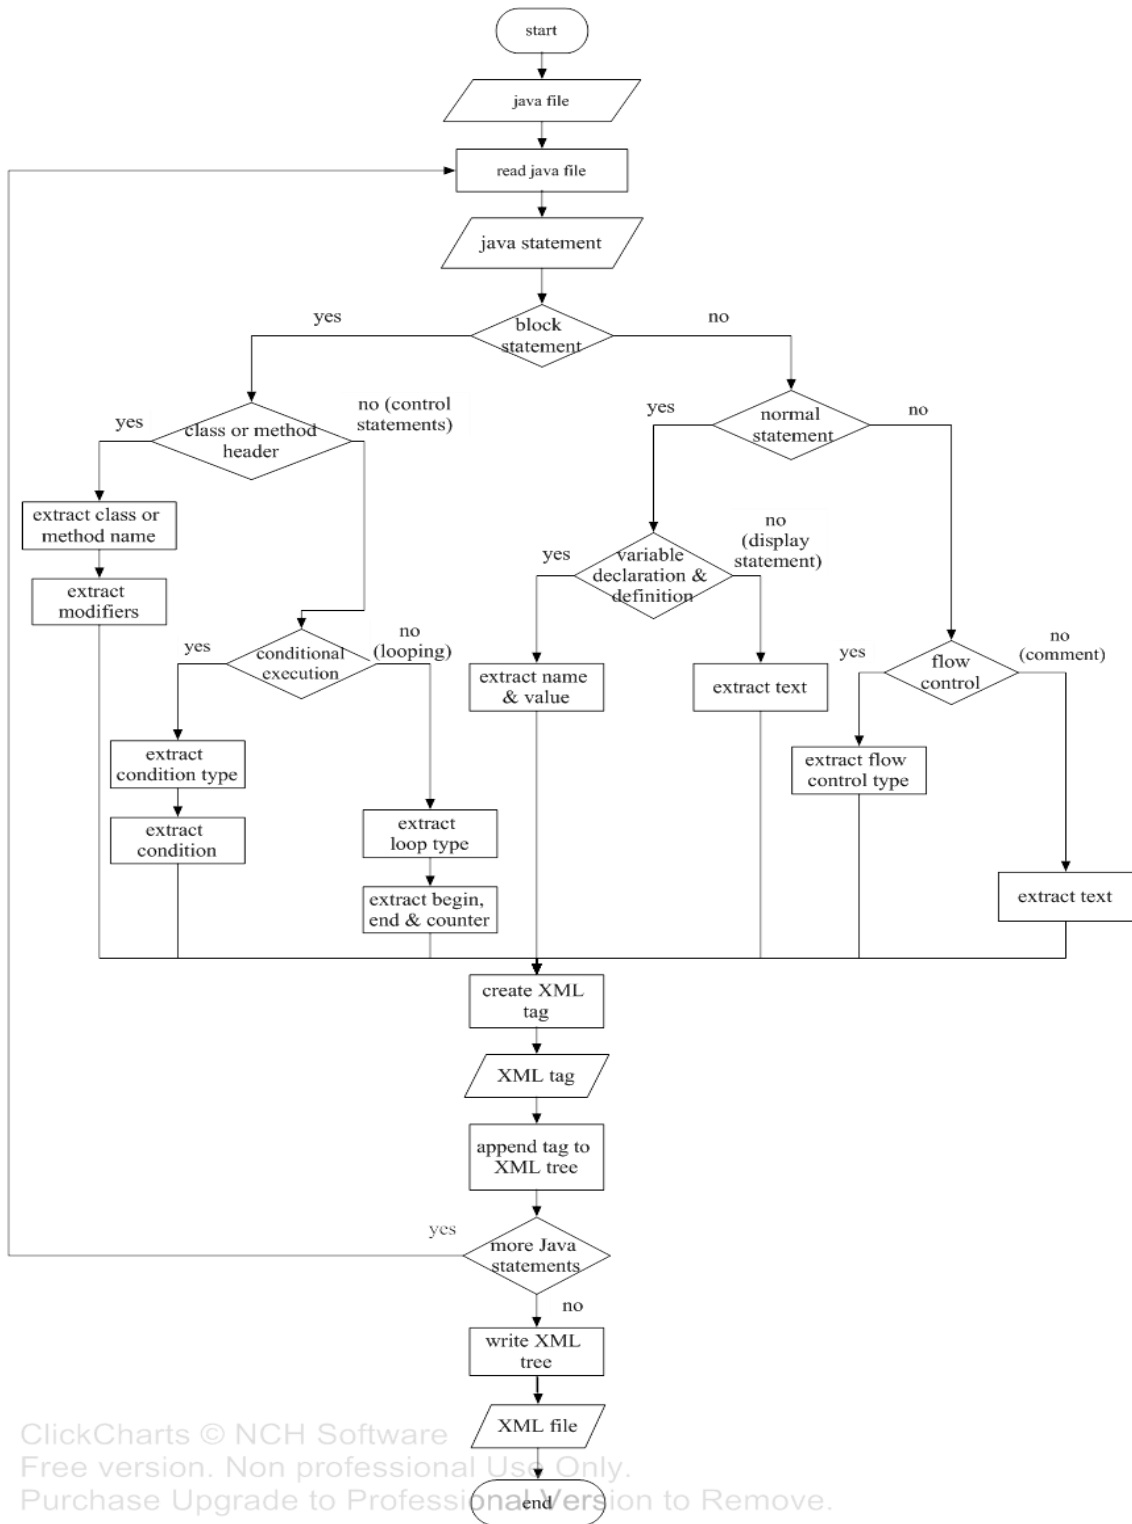 start
java file
read java file
java statement
yes
block
statement
no
yes
class or method
header
no (control
statements)
yes
normal
statement
no
extract class or
method name
extract
modifiers
yes
variable
declaration &
definition
no
(display
statement)
yes
conditional
execution
no
(looping)
extract name
& value
extract text
yes
flow
control
no
(comment)
extract
condition type
extract
condition
extract
loop type
extract begin,
end & counter
extract flow
control type
extract text
create XML
tag
XML tag
append tag to
XML tree
yes
more Java
statements
no
write XML
tree
XML file
end
ClickCharts © NCH Software
Free version. Non professional Use Only.
Purchase Upgrade to Professional Version to Remove.